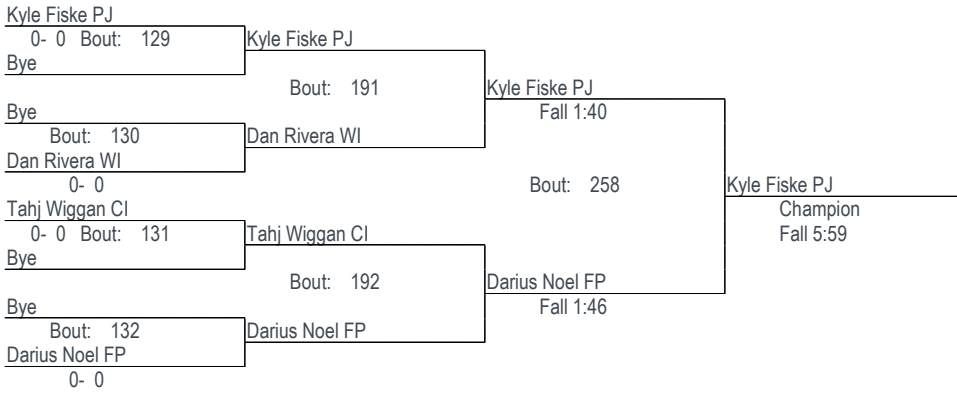 Kyle Fiske PJ
0- 0 Bout: 129
Kyle Fiske PJ
Bye
Bout: 191
Kyle Fiske PJ
Bye
Fall 1:40
Bout: 130
Dan Rivera WI
Dan Rivera WI
0- 0
Bout: 258
Kyle Fiske PJ
Tahj Wiggan CI
Champion
0- 0 Bout: 131
Tahj Wiggan CI
Fall 5:59
Bye
Bout: 192
Darius Noel FP
Bye
Fall 1:46
Bout: 132
Darius Noel FP
Darius Noel FP
0- 0